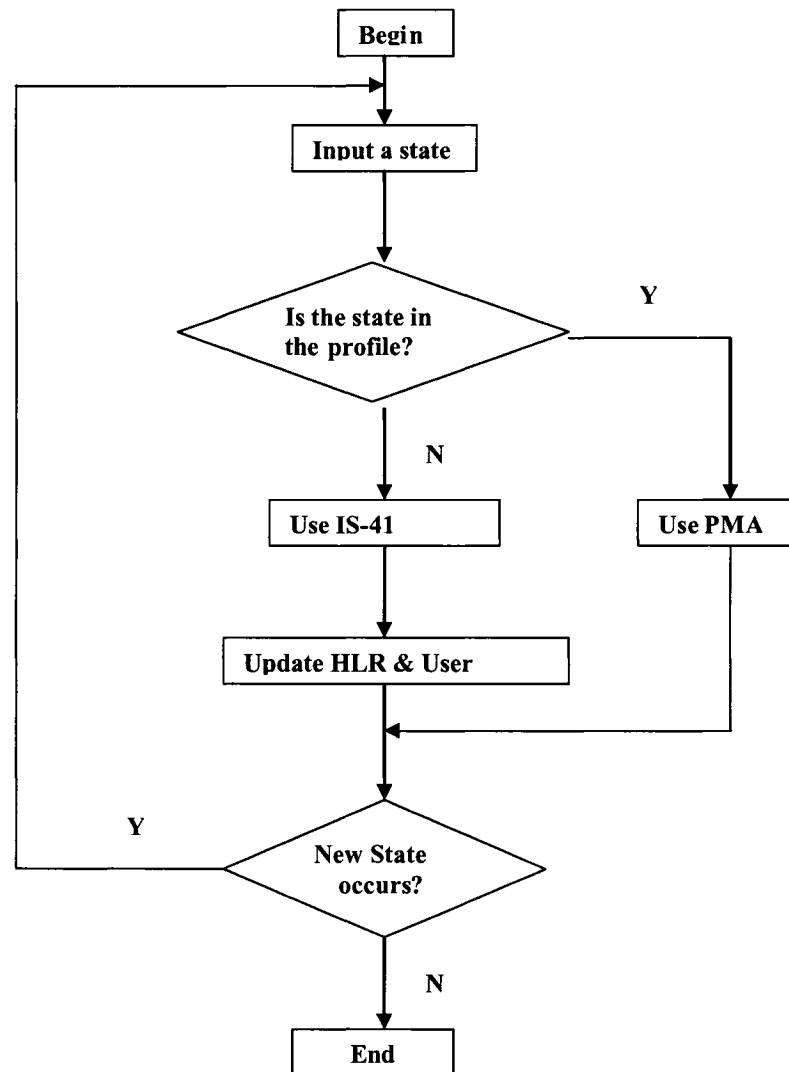 Begin
Input a state
Is the state in
the profile?
Y
N
Use IS-41
Use PMA
Update HLR & User
Y
New State
occurs?
N
End